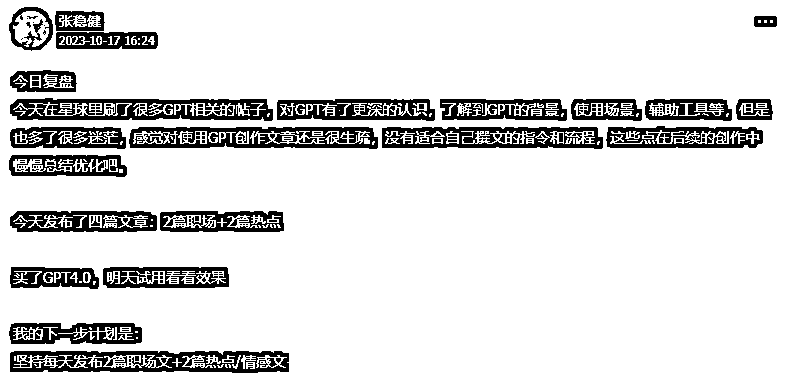 张稳健
2023-10-17 16:24
今日复盘
今天在星球里刷了很多GPT相关的帖子，对GPT有了更深的认识，了解到GPT的背景，使用场景，辅助工具等，但是
也多了很多迷茫，感觉对使用GPT创作文章还是很生疏，没有适合自己撰文的指令和流程，这些点在后续的创作中
慢慢总结优化吧。
今天发布了四篇文章：2篇职场+2篇热点
买了GPT4.0，明天试用看看效果
我的下一步计划是：
坚持每天发布2篇职场文+2篇热点/情感文